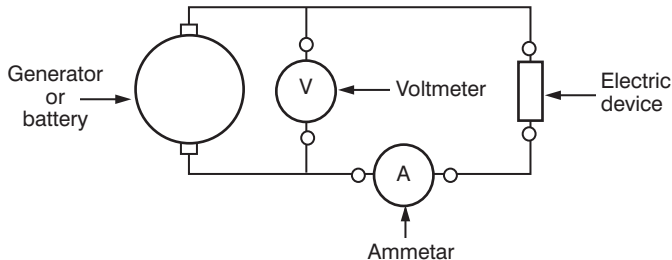 Generator
or
battery
V
Voltmeter
Electric
device
A
Ammetar